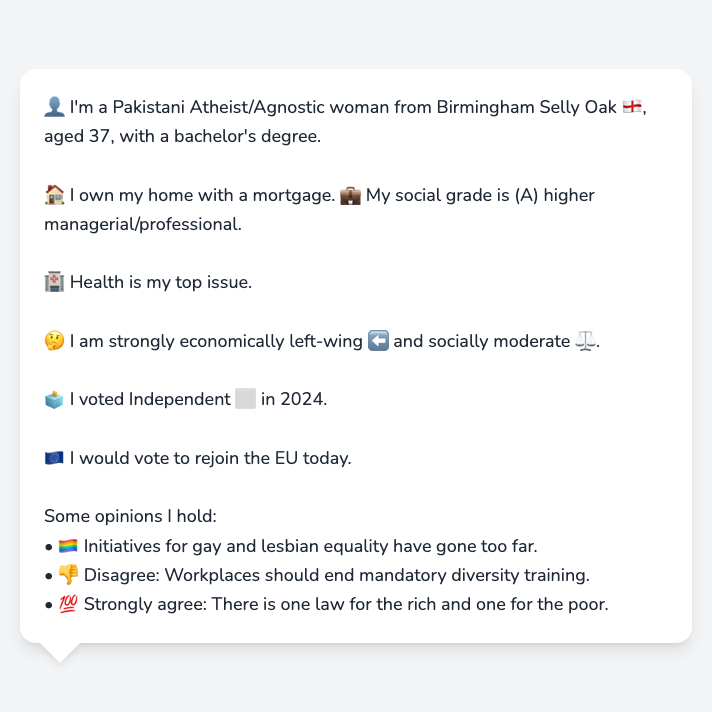 👤 I'm a Pakistani Atheist/Agnostic woman from Birmingham Selly Oak 🏴󠁧󠁢󠁥󠁮󠁧󠁿,
aged 37, with a bachelor's degree.
🏠 I own my home with a mortgage. 💼 My social grade is (A) higher
managerial/professional.
🏥 Health is my top issue.
🤔 I am strongly economically left-wing ⬅️ and socially moderate ⚖️.
🗳️ I voted Independent ⬜ in 2024.
🇪🇺 I would vote to rejoin the EU today.
Some opinions I hold:
• 🏳️‍🌈 Initiatives for gay and lesbian equality have gone too far.
• 👎 Disagree: Workplaces should end mandatory diversity training.
• 💯 Strongly agree: There is one law for the rich and one for the poor.